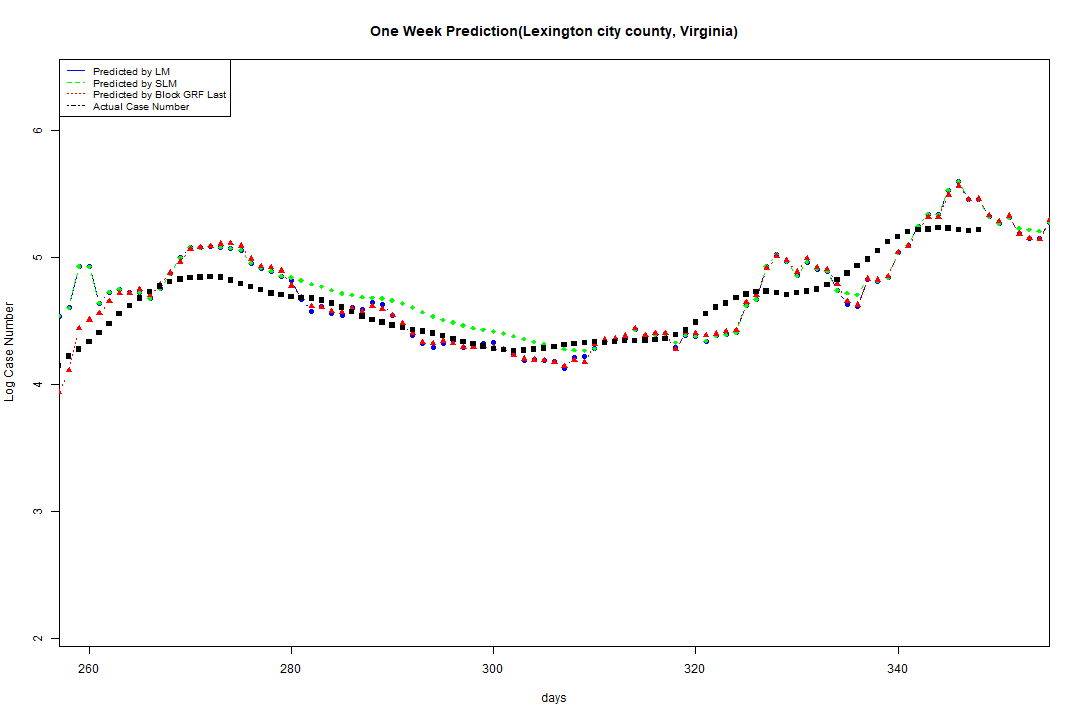 One Week Prediction(Lexington city county, Virginia)
Predicted by LM
Predicted by SLM
Predicted by Block GRF Last
Actual Case Number
6
5
4
3
2
Log Case Number
260 280 300 320 340
days